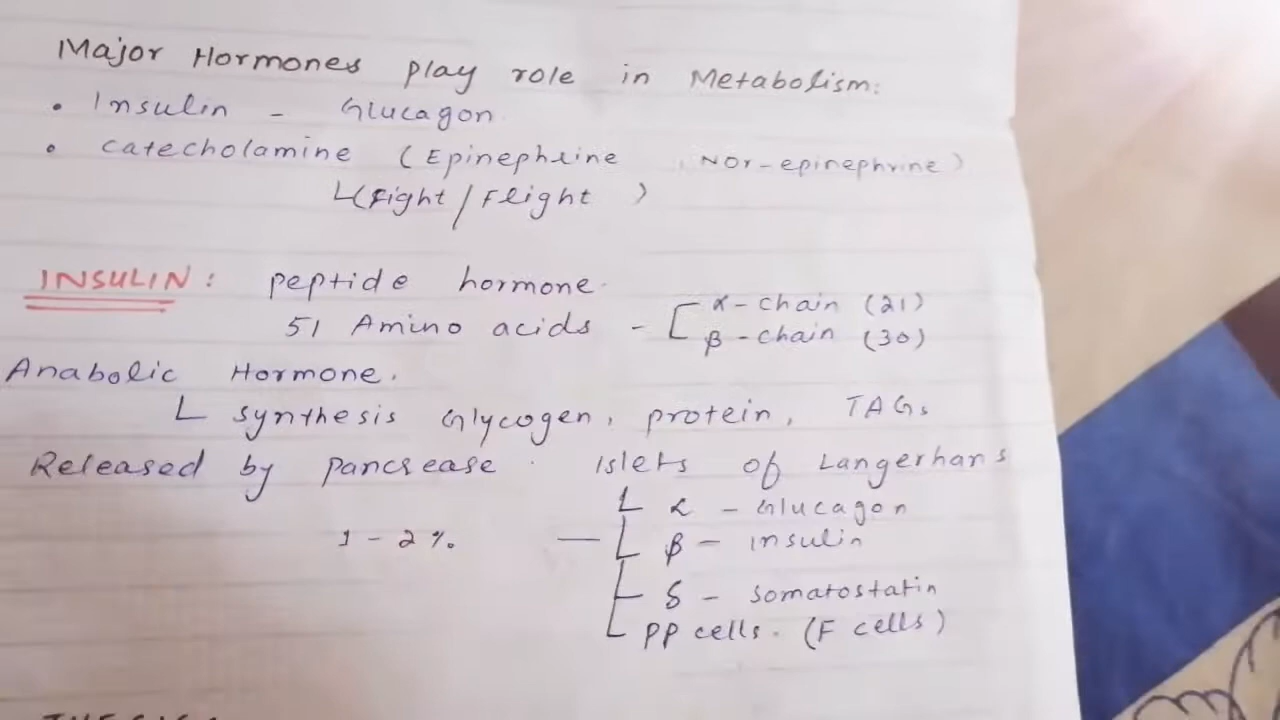 Major Hormones play role in Metabolism:
• Insulin - Glucagon
• Catecholamine (Epinephrine Nor-epinephrine)
└(Fight/Flight)
INSULIN: peptide hormone.
51 Amino acids - [ α-chain (21)
β-chain (30)
Anabolic Hormone.
└ synthesis Glycogen, protein, TAGs
Released by pancrease. islets of Langerhans
└ α - Glucagon
1-2% — └ β - insulin
├ δ - somatostatin
└ PP cells. (F cells)